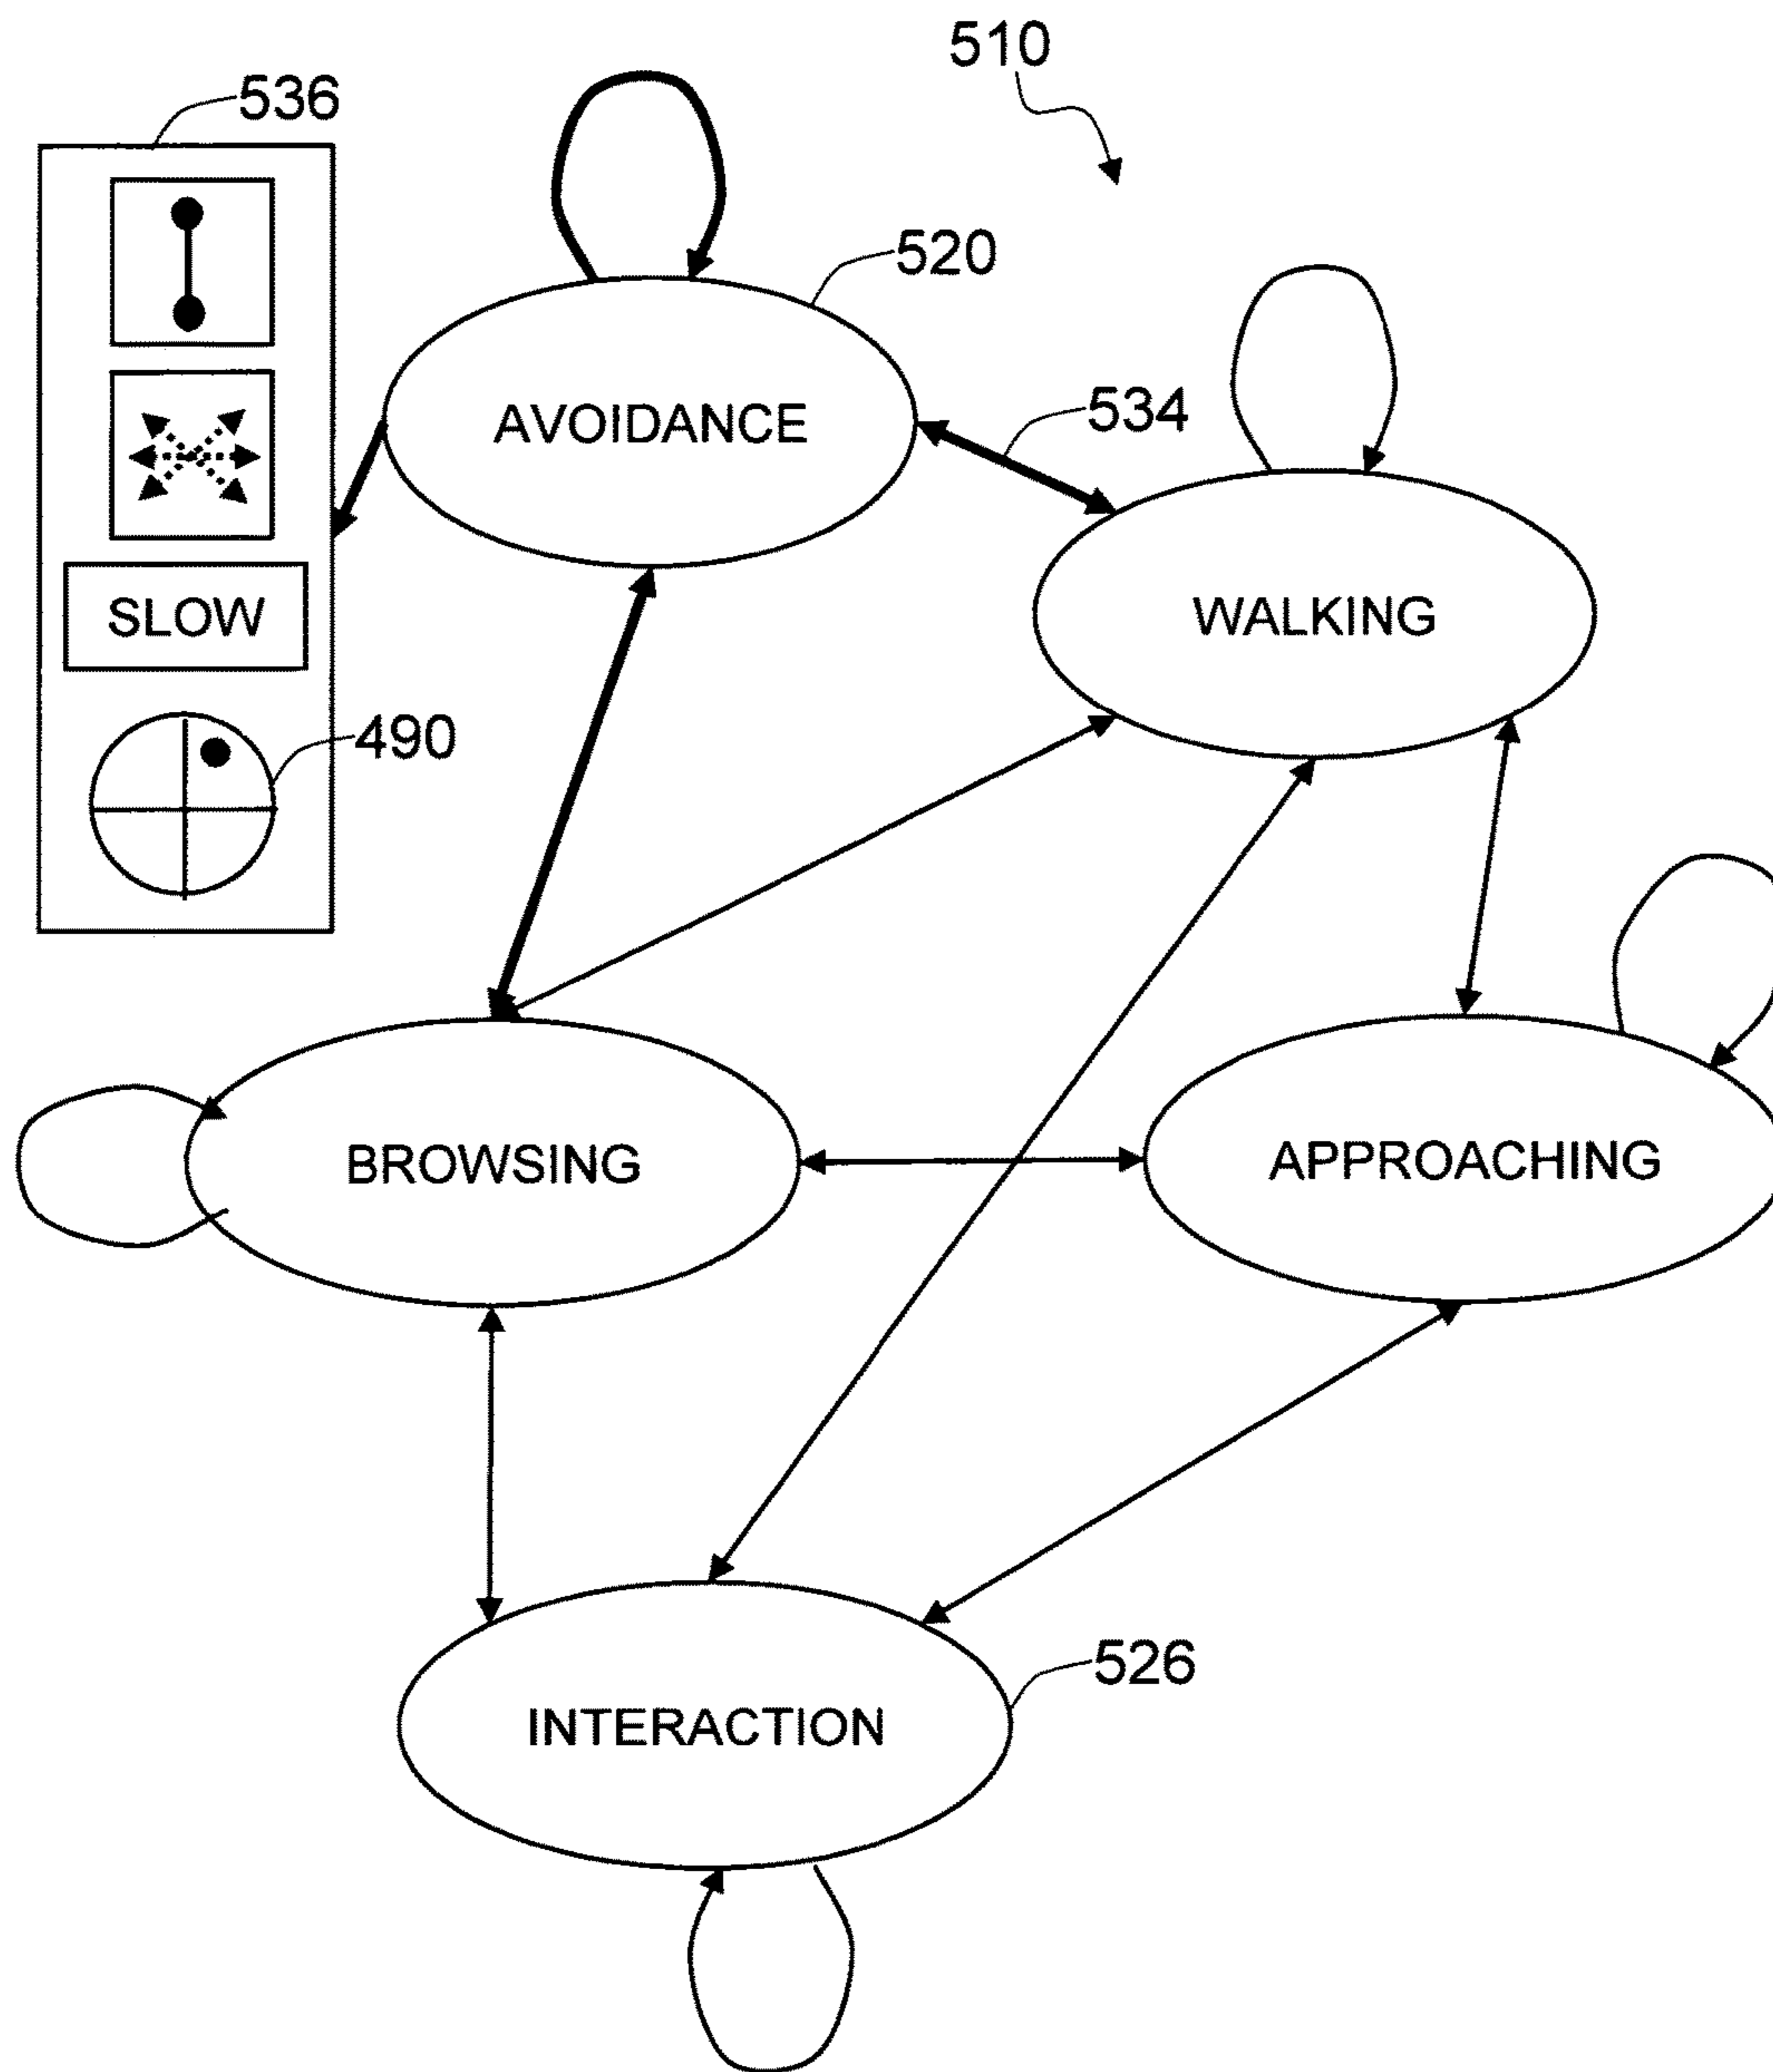 510
536
520
AVOIDANCE
534
WALKING
SLOW
490
BROWSING
APPROACHING
526
INTERACTION